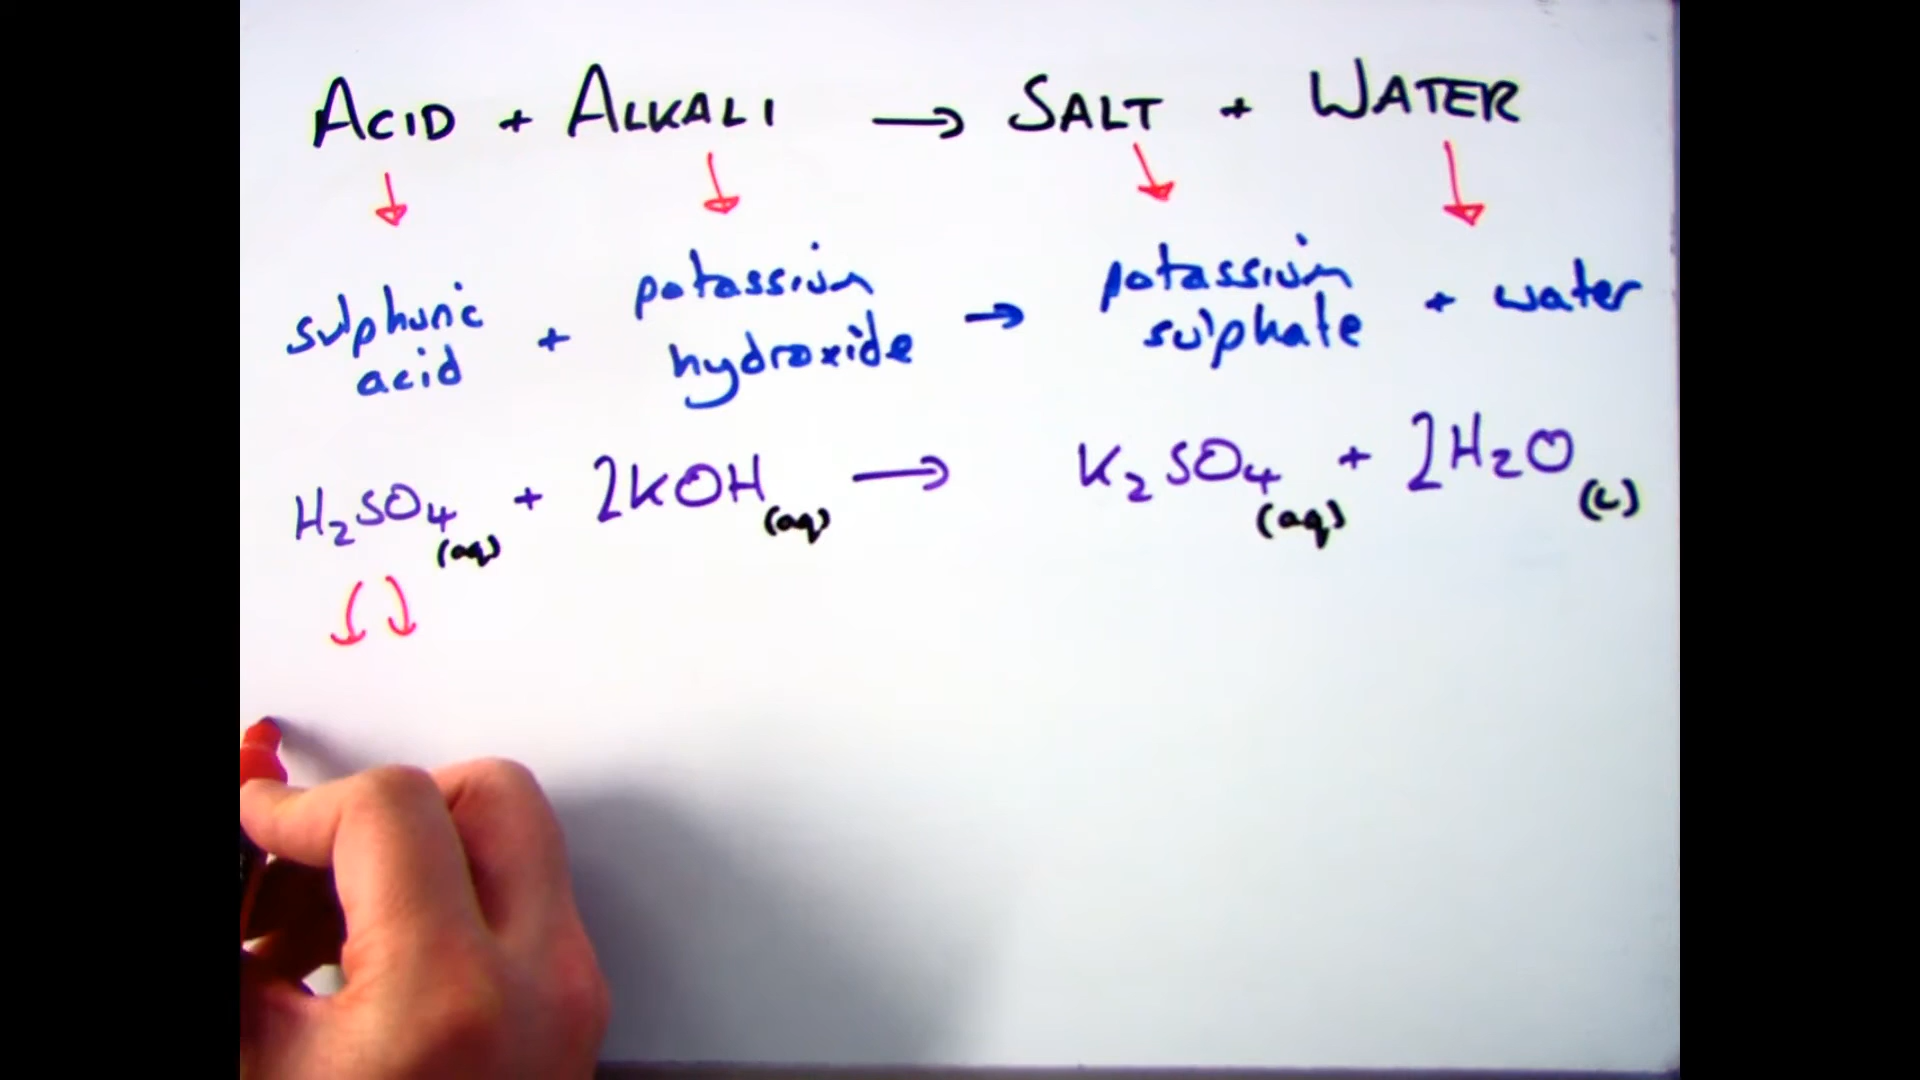 ACID + ALKALI → SALT + WATER
sulphuric acid + potassium hydroxide → potassium sulphate + water
H₂SO₄(aq) + 2KOH(aq) → K₂SO₄(aq) + 2H₂O(L)